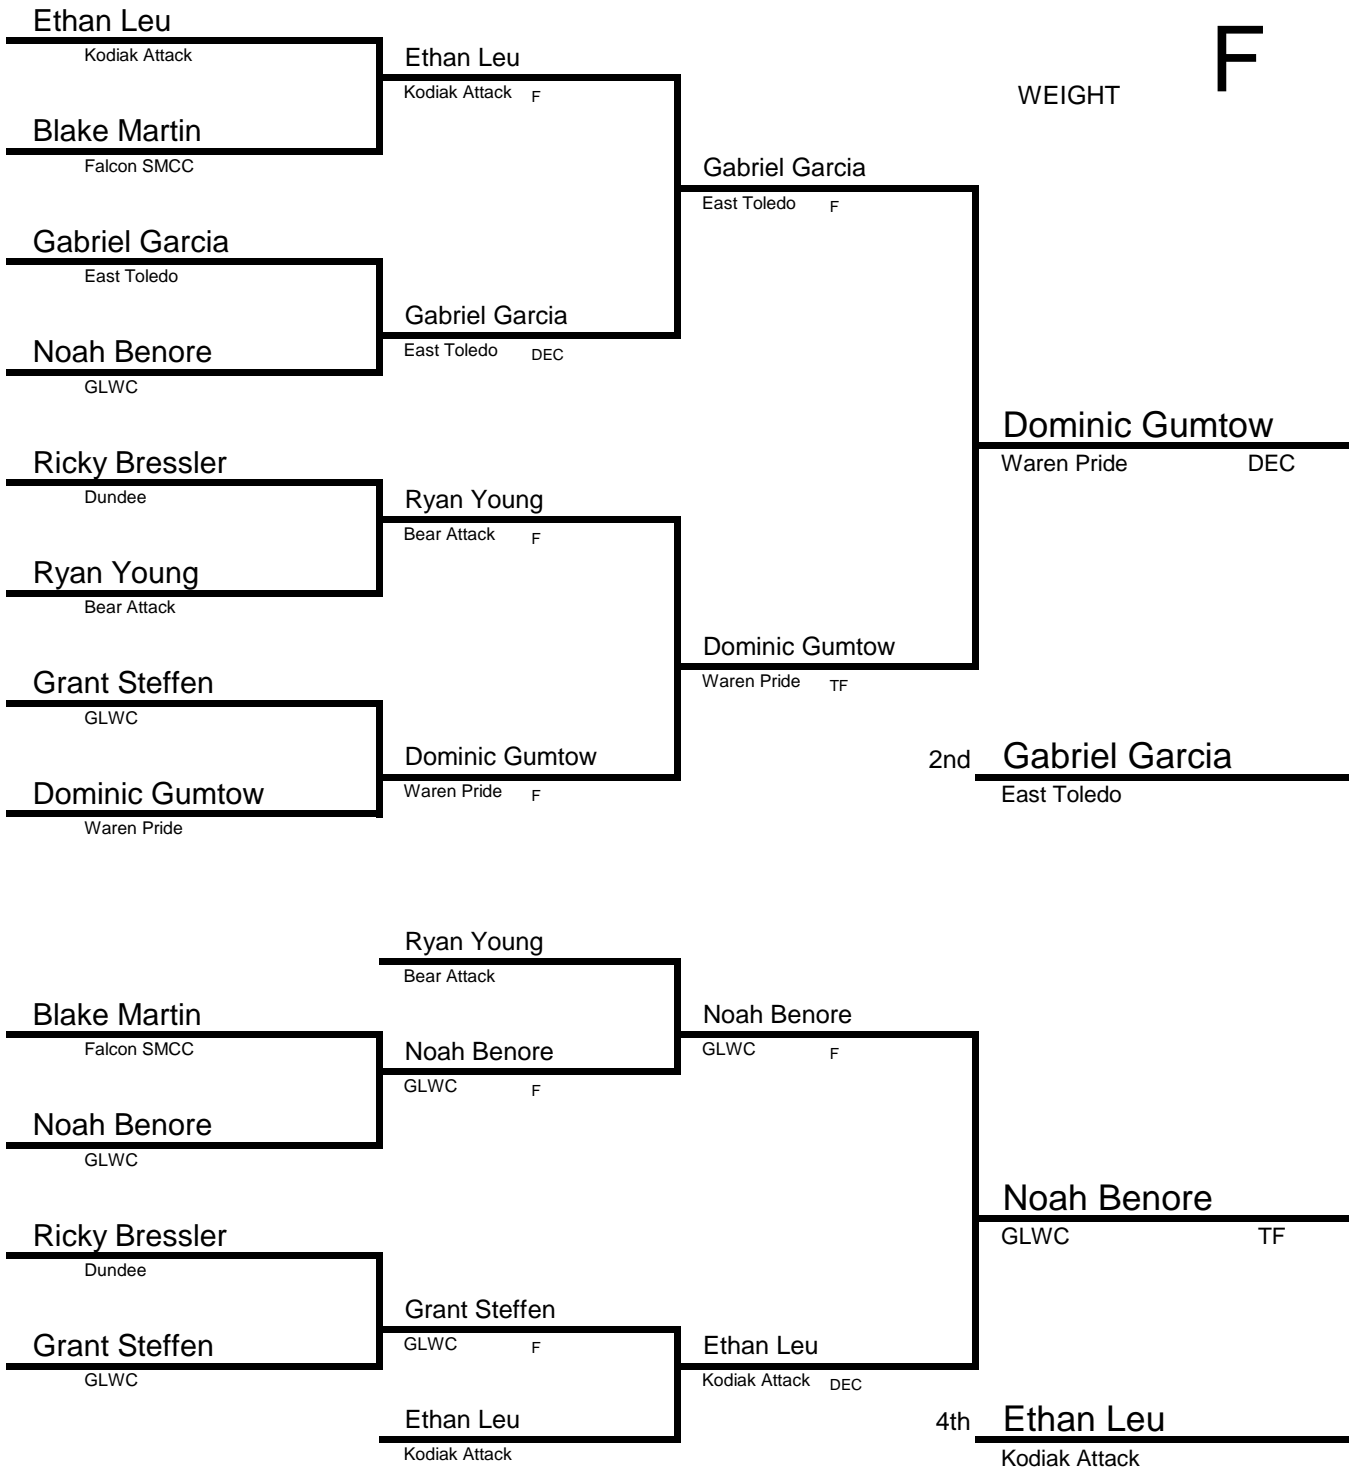 Ethan Leu
Kodiak Attack
Ethan Leu
Kodiak Attack F
F
WEIGHT
Blake Martin
Falcon SMCC
Gabriel Garcia
East Toledo F
Gabriel Garcia
East Toledo
Gabriel Garcia
East Toledo DEC
Noah Benore
GLWC
Dominic Gumtow
Waren Pride DEC
Ricky Bressler
Dundee
Ryan Young
Bear Attack F
Ryan Young
Bear Attack
Dominic Gumtow
Waren Pride TF
Grant Steffen
GLWC
Dominic Gumtow
Waren Pride F
2nd Gabriel Garcia
East Toledo
Dominic Gumtow
Waren Pride
Ryan Young
Bear Attack
Blake Martin
Falcon SMCC
Noah Benore
GLWC F
Noah Benore
GLWC F
Noah Benore
GLWC
Noah Benore
GLWC TF
Ricky Bressler
Dundee
Grant Steffen
GLWC F
Grant Steffen
GLWC
Ethan Leu
Kodiak Attack DEC
Ethan Leu
Kodiak Attack
4th Ethan Leu
Kodiak Attack